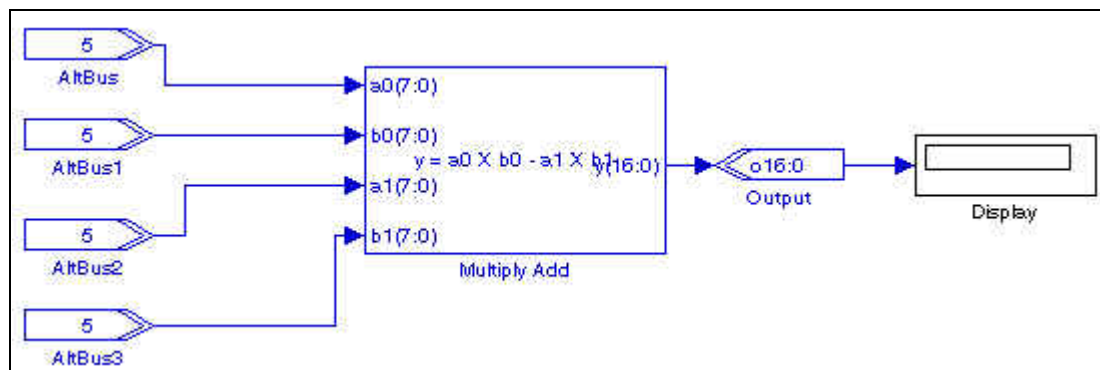 5
AltBus
5
AltBus1
5
AltBus2
5
AltBus3
a0(7:0)
b0(7:0)
a1(7:0)
b1(7:0)
y = a0 X b0 - a1 X b1
y(16:0)
Multiply Add
o16:0
Output
Display